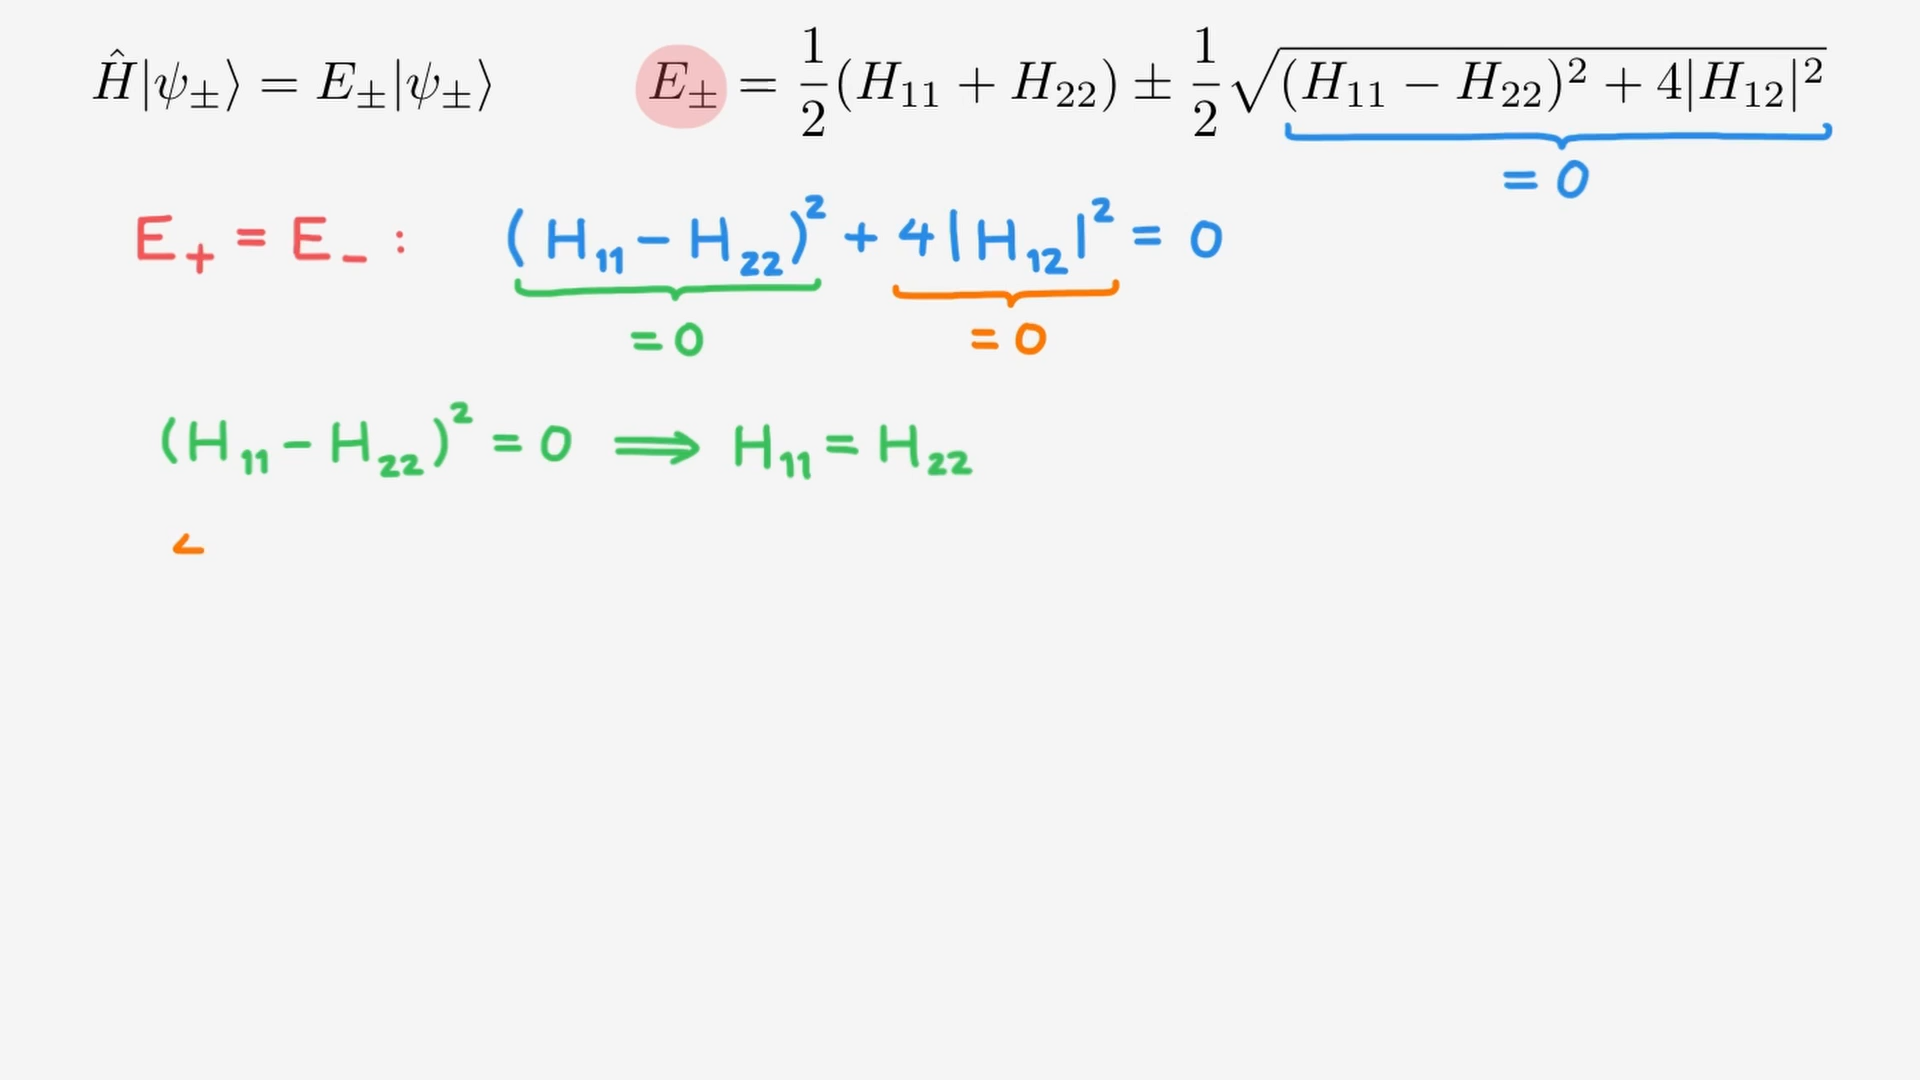 Ĥ|ψ±⟩ = E±|ψ±⟩ E± = 1/2(H₁₁ + H₂₂) ± 1/2√((H₁₁ − H₂₂)² + 4|H₁₂|²)
= 0
E₊ = E₋ : (H₁₁ − H₂₂)² + 4|H₁₂|² = 0
= 0 = 0
(H₁₁ − H₂₂)² = 0 ⟹ H₁₁ = H₂₂